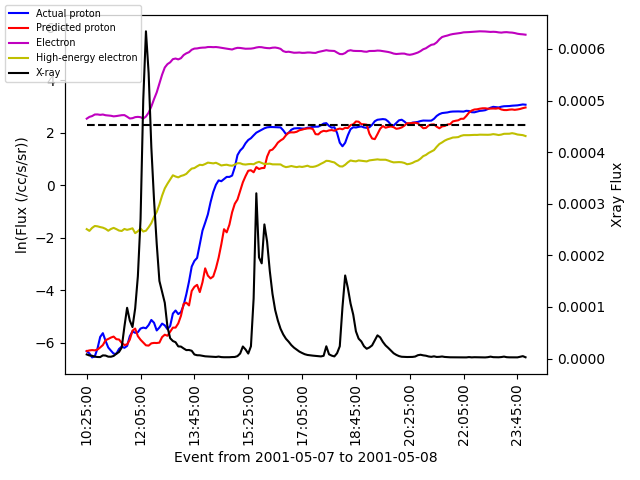 Actual proton
Predicted proton
Electron
High-energy electron
X-ray
4
2
0
−2
−4
−6
ln(Flux (/cc/s/sr))
0.0006
0.0005
0.0004
0.0003
0.0002
0.0001
0.0000
Xray Flux
10:25:00
12:05:00
13:45:00
15:25:00
17:05:00
18:45:00
20:25:00
22:05:00
23:45:00
Event from 2001-05-07 to 2001-05-08